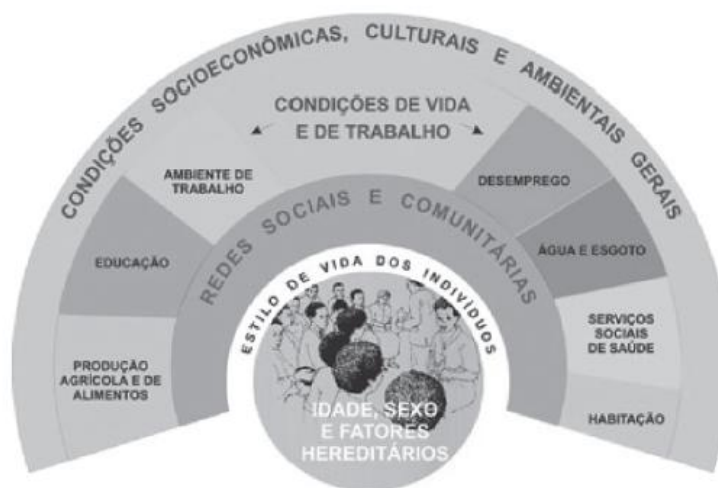 CONDIÇÕES SOCIOECONÔMICAS, CULTURAIS E AMBIENTAIS GERAIS
CONDIÇÕES DE VIDA
E DE TRABALHO
AMBIENTE DE
TRABALHO
DESEMPREGO
REDES SOCIAIS E COMUNITÁRIAS
EDUCAÇÃO
ÁGUA E ESGOTO
ESTILO DE VIDA DOS INDIVÍDUOS
PRODUÇÃO
AGRÍCOLA E DE
ALIMENTOS
SERVIÇOS
SOCIAIS
DE SAÚDE
HABITAÇÃO
IDADE, SEXO
E FATORES
HEREDITÁRIOS